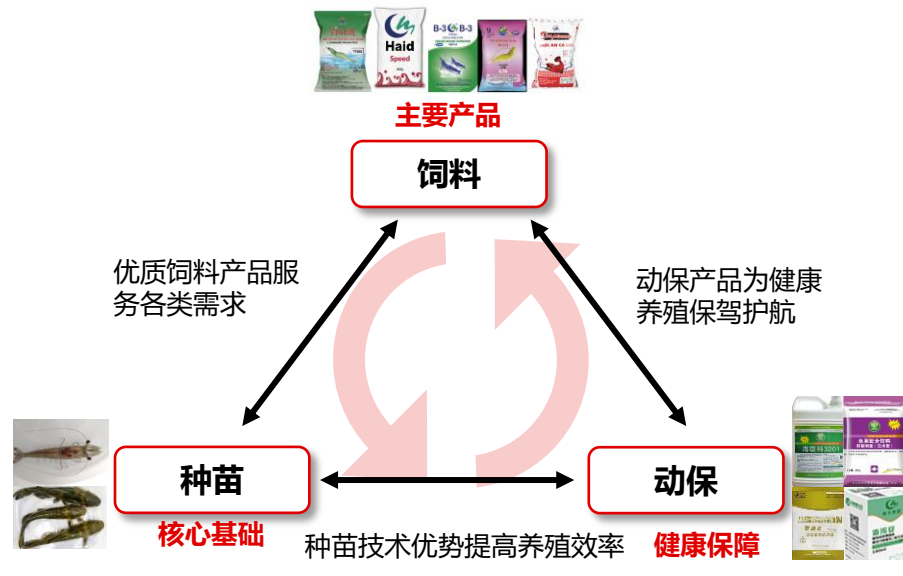 B-3 B-3
Haid
Speed
主要产品
饲料
优质饲料产品服
务各类需求
动保产品为健康
养殖保驾护航
种苗
动保
核心基础
种苗技术优势提高养殖效率
健康保障